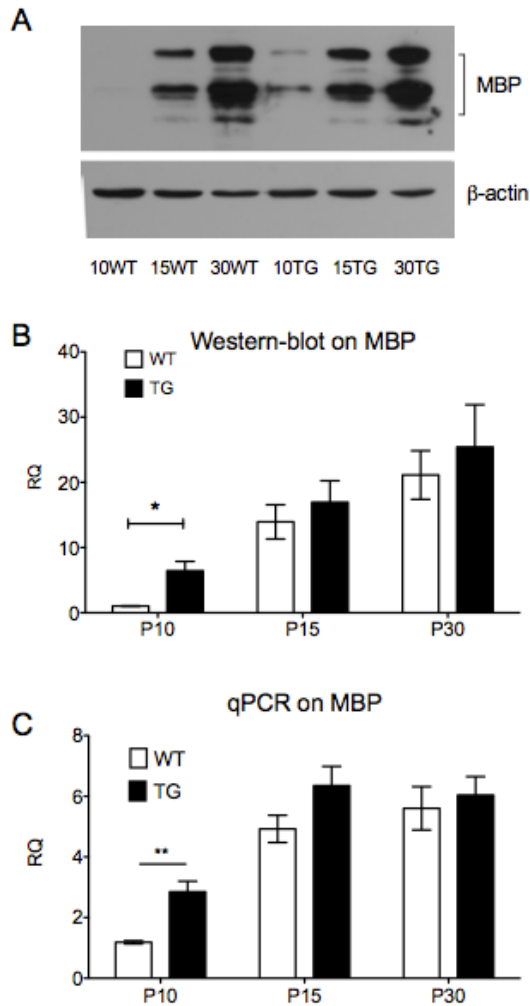 A
MBP
β-actin
10WT 15WT 30WT 10TG 15TG 30TG
B
Western-blot on MBP
40
WT
TG
30
RQ
20
*
10
0
P10 P15 P30
C
qPCR on MBP
8
WT
TG
6
RQ
4
**
2
0
P10 P15 P30